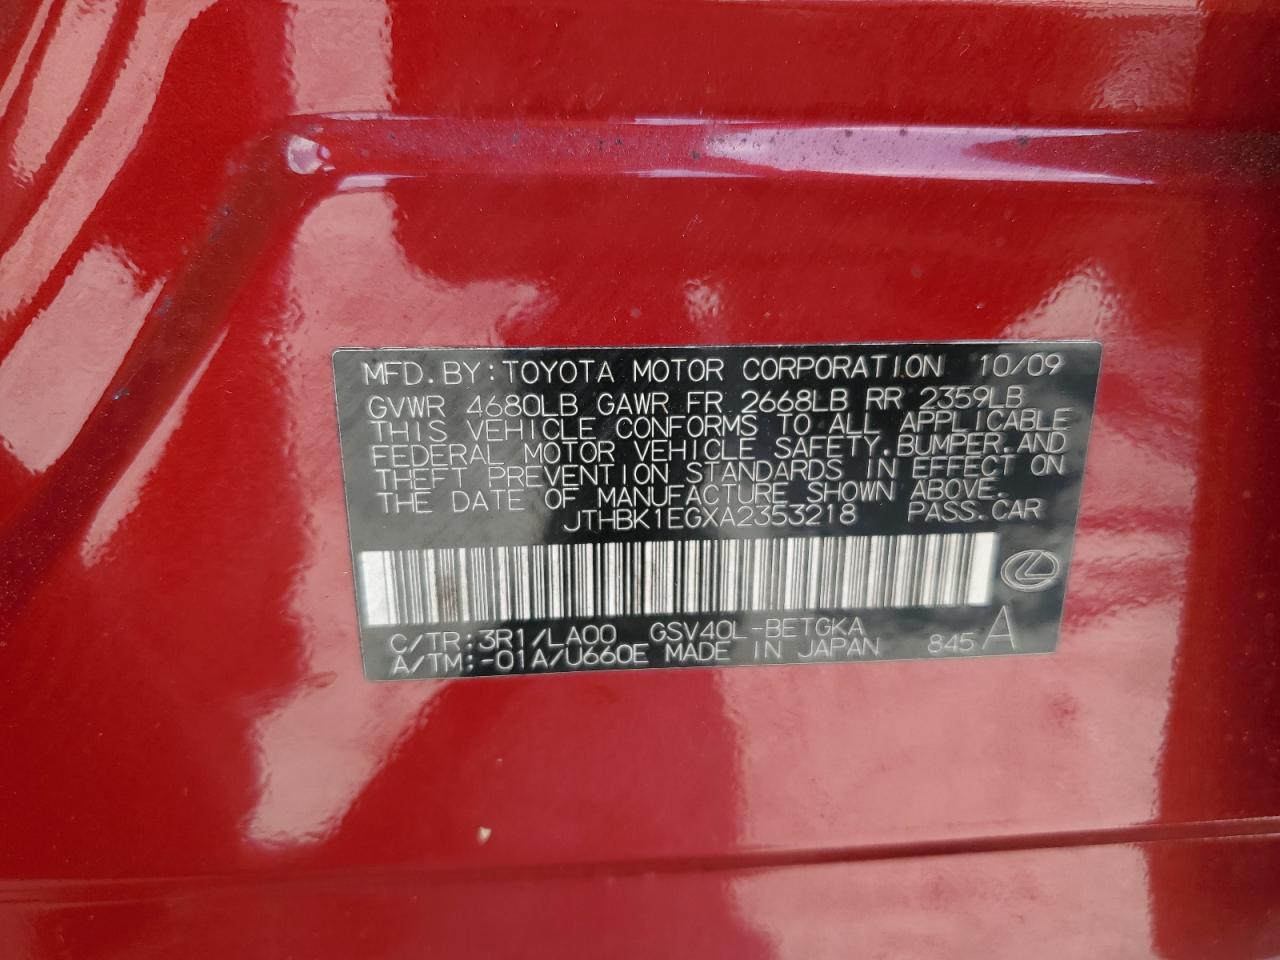 MFD. BY: TOYOTA MOTOR CORPORATION 10/09
GVWR 4680LB GAWR FR 2668LB RR 2359LB
THIS VEHICLE CONFORMS TO ALL APPLICABLE
FEDERAL MOTOR VEHICLE SAFETY, BUMPER, AND
THEFT PREVENTION STANDARDS IN EFFECT ON
THE DATE OF MANUFACTURE SHOWN ABOVE.
JTHBK1EGXA2353218 PASS. CAR
C/TR: 3R1/LA00 GSV40L-BETGKA
A/TM: -01A/U660E MADE IN JAPAN 845 A